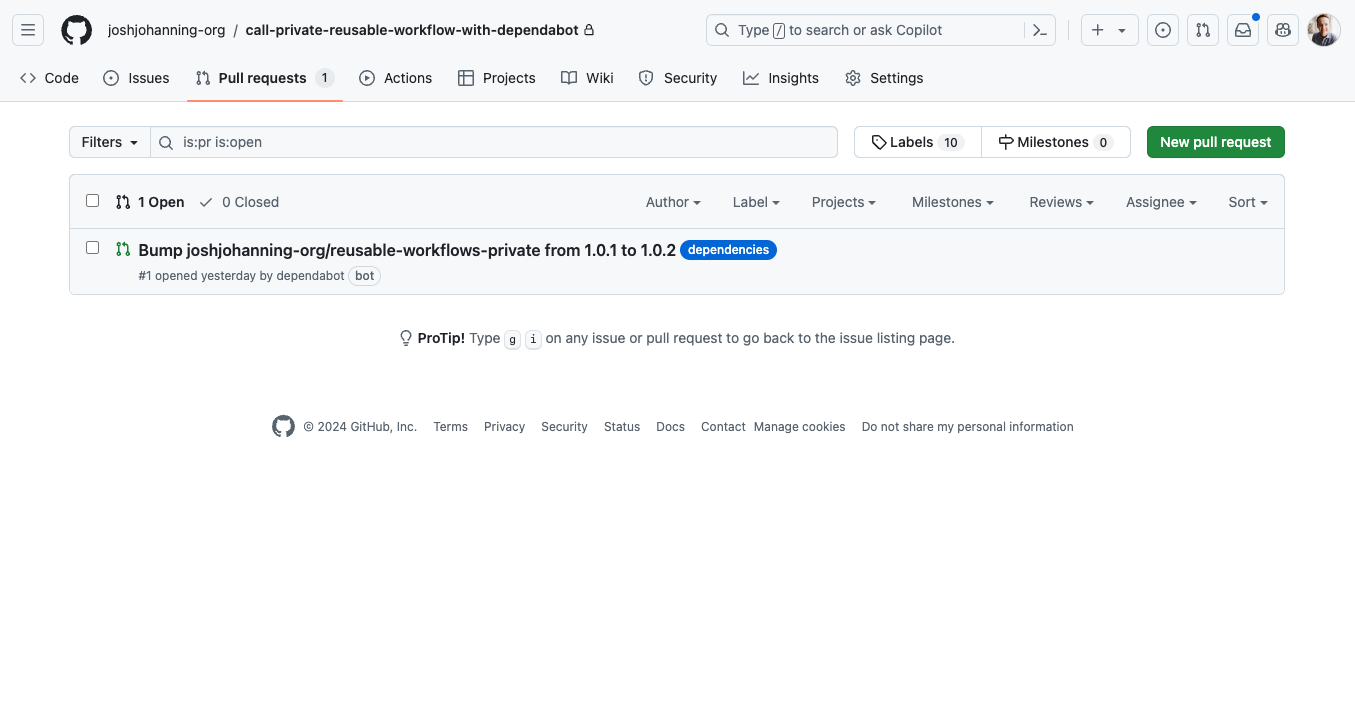 joshjohanning-org / call-private-reusable-workflow-with-dependabot
Type / to search or ask Copilot
Code
Issues
Pull requests 1
Actions
Projects
Wiki
Security
Insights
Settings
Filters
is:pr is:open
Labels 10
Milestones 0
New pull request
1 Open
0 Closed
Author
Label
Projects
Milestones
Reviews
Assignee
Sort
Bump joshjohanning-org/reusable-workflows-private from 1.0.1 to 1.0.2 dependencies
#1 opened yesterday by dependabot bot
ProTip! Type g i on any issue or pull request to go back to the issue listing page.
© 2024 GitHub, Inc. Terms Privacy Security Status Docs Contact Manage cookies Do not share my personal information